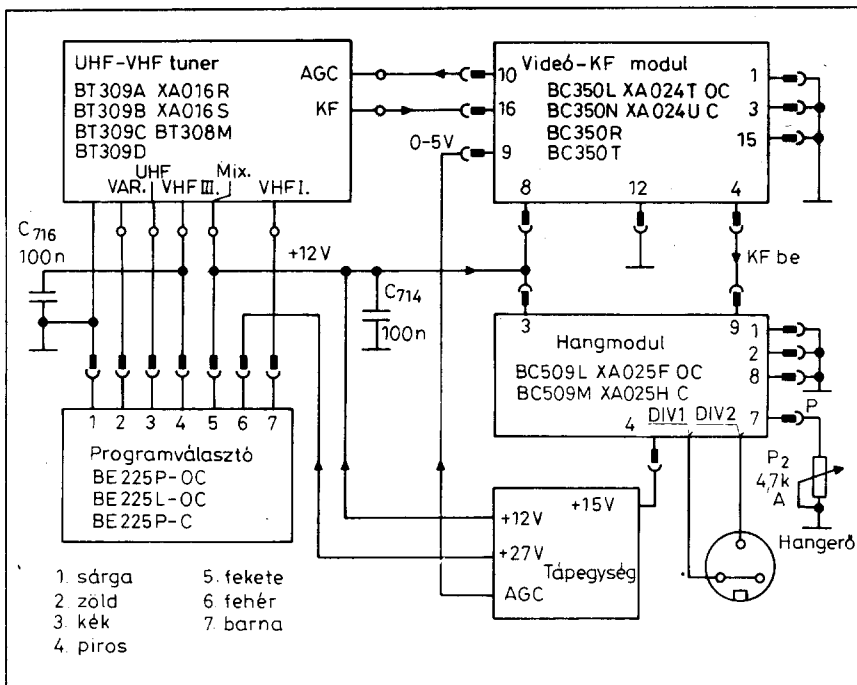 UHF-VHF tuner
BT309A XA016R
BT309B XA016S
BT309C BT308M
BT309D
AGC
KF
VAR.
UHF
VHF III.
Mix.
VHF I.
Videó-KF modul
BC350L XA024T OC
BC350N XA024U C
BC350R
BC350T
10
16
9
0-5V
1
3
15
8
12
4
C716
100n
+12V
C714
100n
KF be
3
9
Hangmodul
BC509L XA025F OC
BC509M XA025H C
1
2
8
7
4
DIV1
DIV2
P
P2
4,7k
A
Hangerő
1 2 3 4 5 6 7
Programválasztó
BE225P-OC
BE225L-OC
BE225P-C
+15V
+12V
+27V
Tápegység
AGC
1. sárga
2. zöld
3. kék
4. piros
5. fekete
6. fehér
7. barna